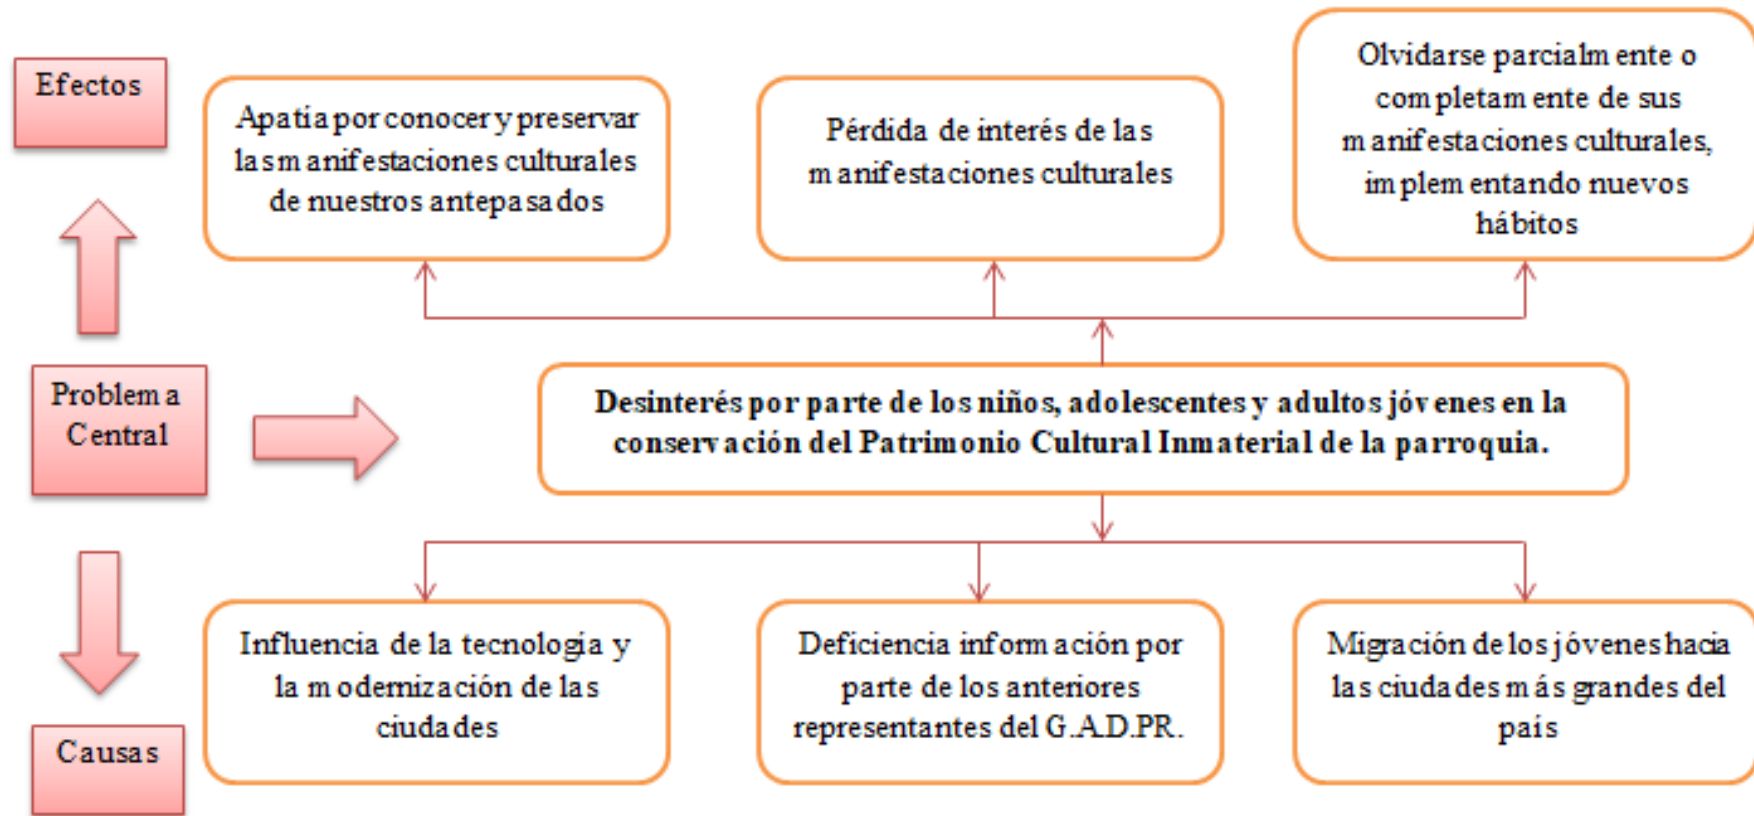 Efectos
Apatía por conocer y preservar
las manifestaciones culturales
de nuestros antepasados
Pérdida de interés de las
manifestaciones culturales
Olvidarse parcialmente o
completamente de sus
manifestaciones culturales,
implementando nuevos
hábitos
Problema
Central
Desinterés por parte de los niños, adolescentes y adultos jóvenes en la
conservación del Patrimonio Cultural Inmaterial de la parroquia.
Causas
Influencia de la tecnología y
la modernización de las
ciudades
Deficiencia información por
parte de los anteriores
representantes del G.A.D.PR.
Migración de los jóvenes hacia
las ciudades más grandes del
país